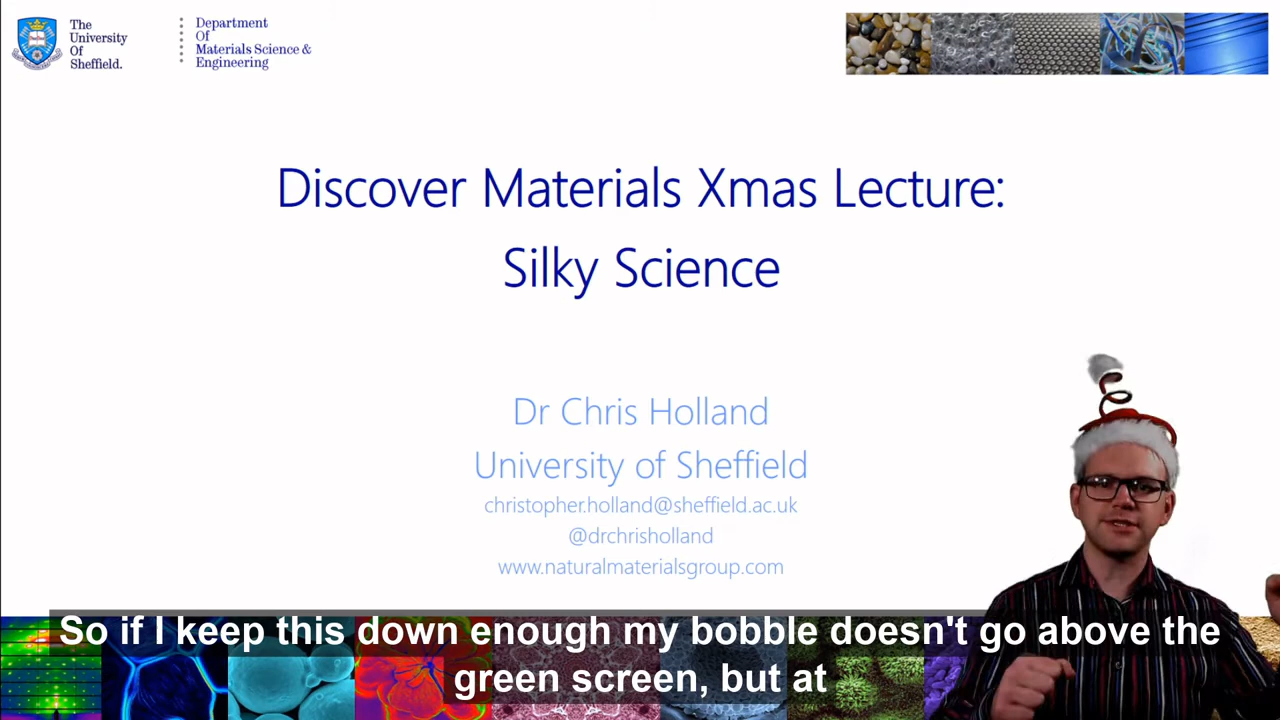 The
University
Of
Sheffield.
Department
Of
Materials Science &
Engineering
Discover Materials Xmas Lecture:
Silky Science
Dr Chris Holland
University of Sheffield
christopher.holland@sheffield.ac.uk
@drchrisholland
www.naturalmaterialsgroup.com
So if I keep this down enough my bobble doesn't go above the
green screen, but at